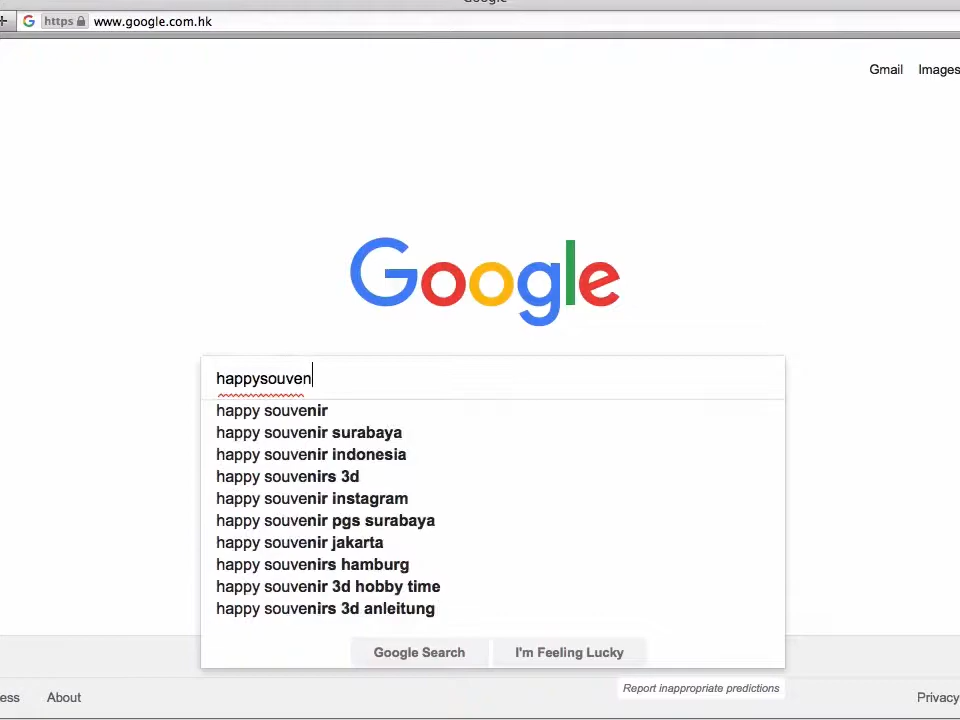 Google
https www.google.com.hk
Gmail Images
Google
happysouven
happy souvenir
happy souvenir surabaya
happy souvenir indonesia
happy souvenirs 3d
happy souvenir instagram
happy souvenir pgs surabaya
happy souvenir jakarta
happy souvenirs hamburg
happy souvenir 3d hobby time
happy souvenirs 3d anleitung
Google Search I'm Feeling Lucky
Report inappropriate predictions
ess About Privacy